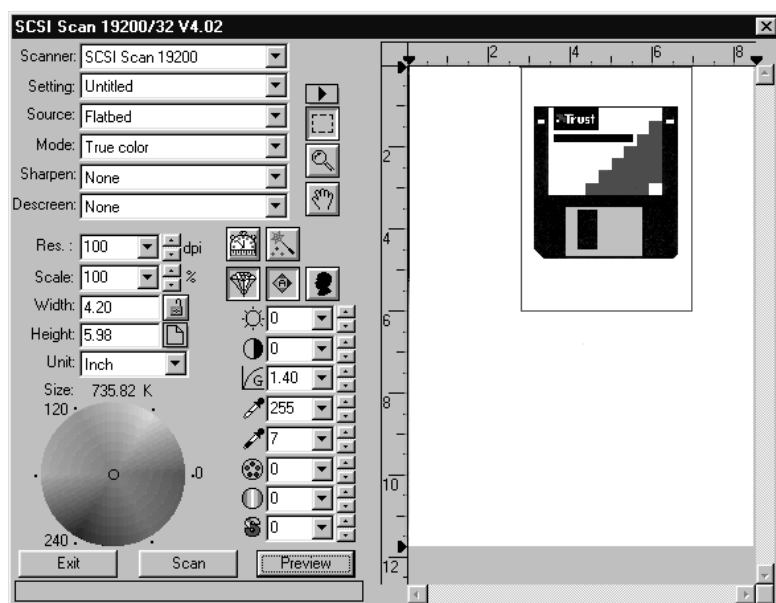 SCSI Scan 19200/32 V4.02
Scanner: SCSI Scan 19200
Setting: Untitled
Source: Flatbed
Mode: True color
Sharpen: None
Descreen: None
Res. : 100 dpi
Scale: 100 %
Width: 4.20
Height: 5.98
Unit: Inch
Size: 735.82 K
120
0
240
0
0
G 1.40
255
7
0
0
0
A
Exit Scan Preview
2 4 6 8
2
4
6
8
10
12
Trust